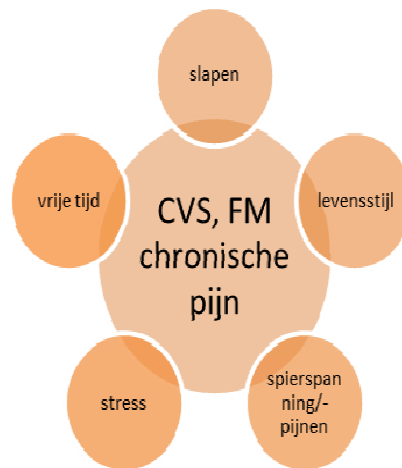 slapen
vrije tijd
CVS, FM
chronische
pijn
levensstijl
stress
spierspan
ning/-
pijnen